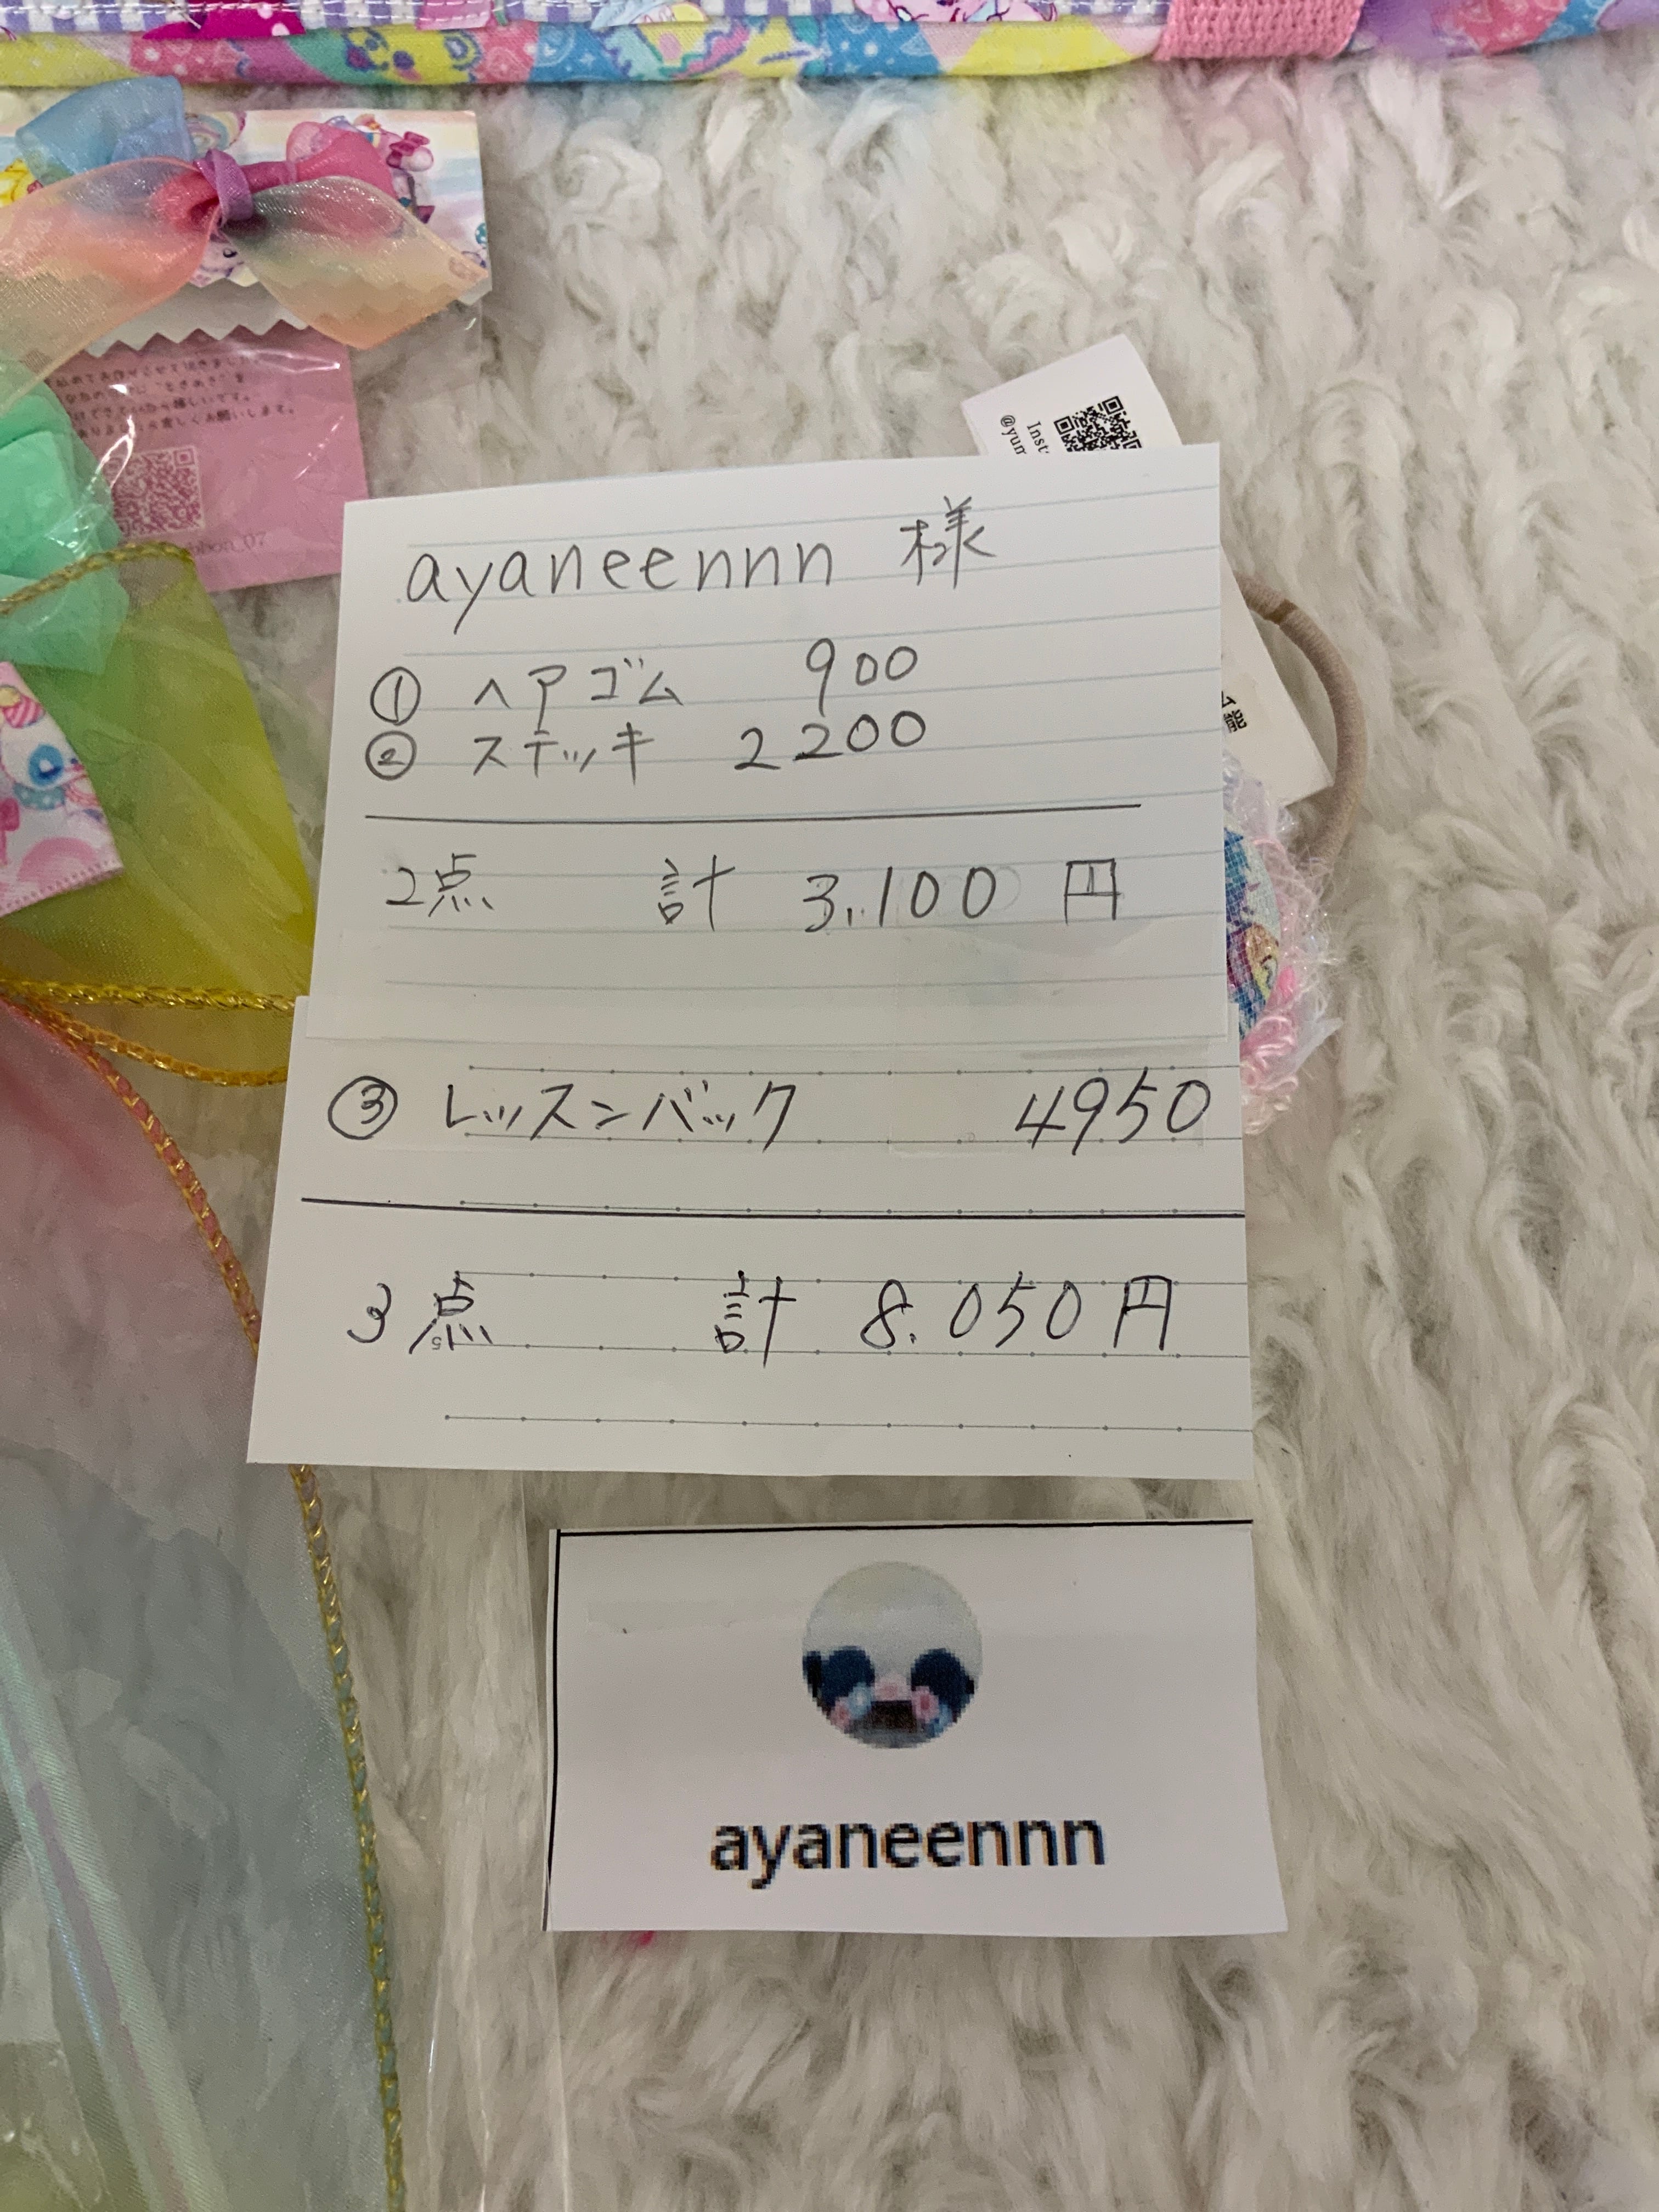 Inst
@yum
ayaneennn 様
① ヘアゴム 900
② ステッキ 2200
2点 計 3,100 円
③ レッスンバック 4950
3点 計 8,050円
ayaneennn